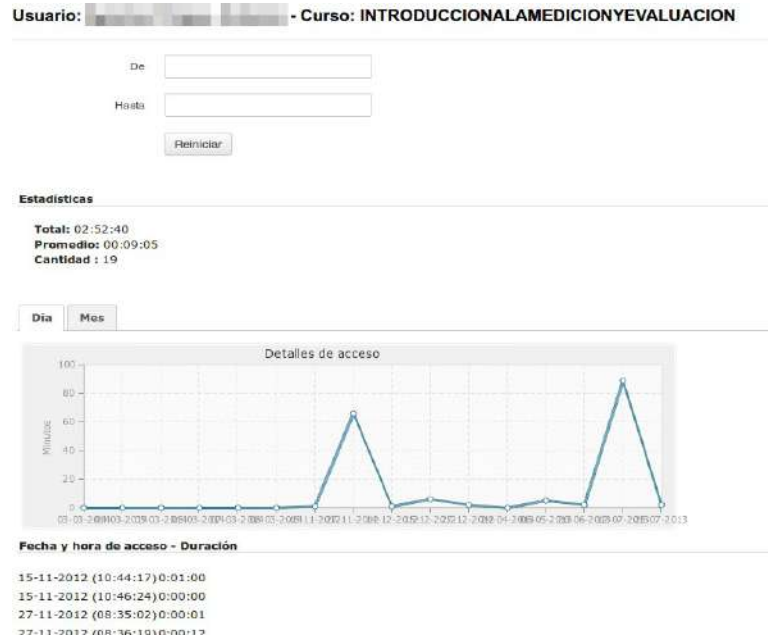 Usuario: - Curso: INTRODUCCIONALAMEDICIONYEVALUACION
De
Hasta
Reiniciar
Estadísticas
Total: 02:52:40
Promedio: 00:09:05
Cantidad : 19
Dia Mes
Detalles de acceso
100
80
60
40
20
0
Minutos
Fecha y hora de acceso - Duración
15-11-2012 (10:44:17)0:01:00
15-11-2012 (10:46:24)0:00:00
27-11-2012 (08:35:02)0:00:01
27-11-2012 (08:36:19)0:00:12